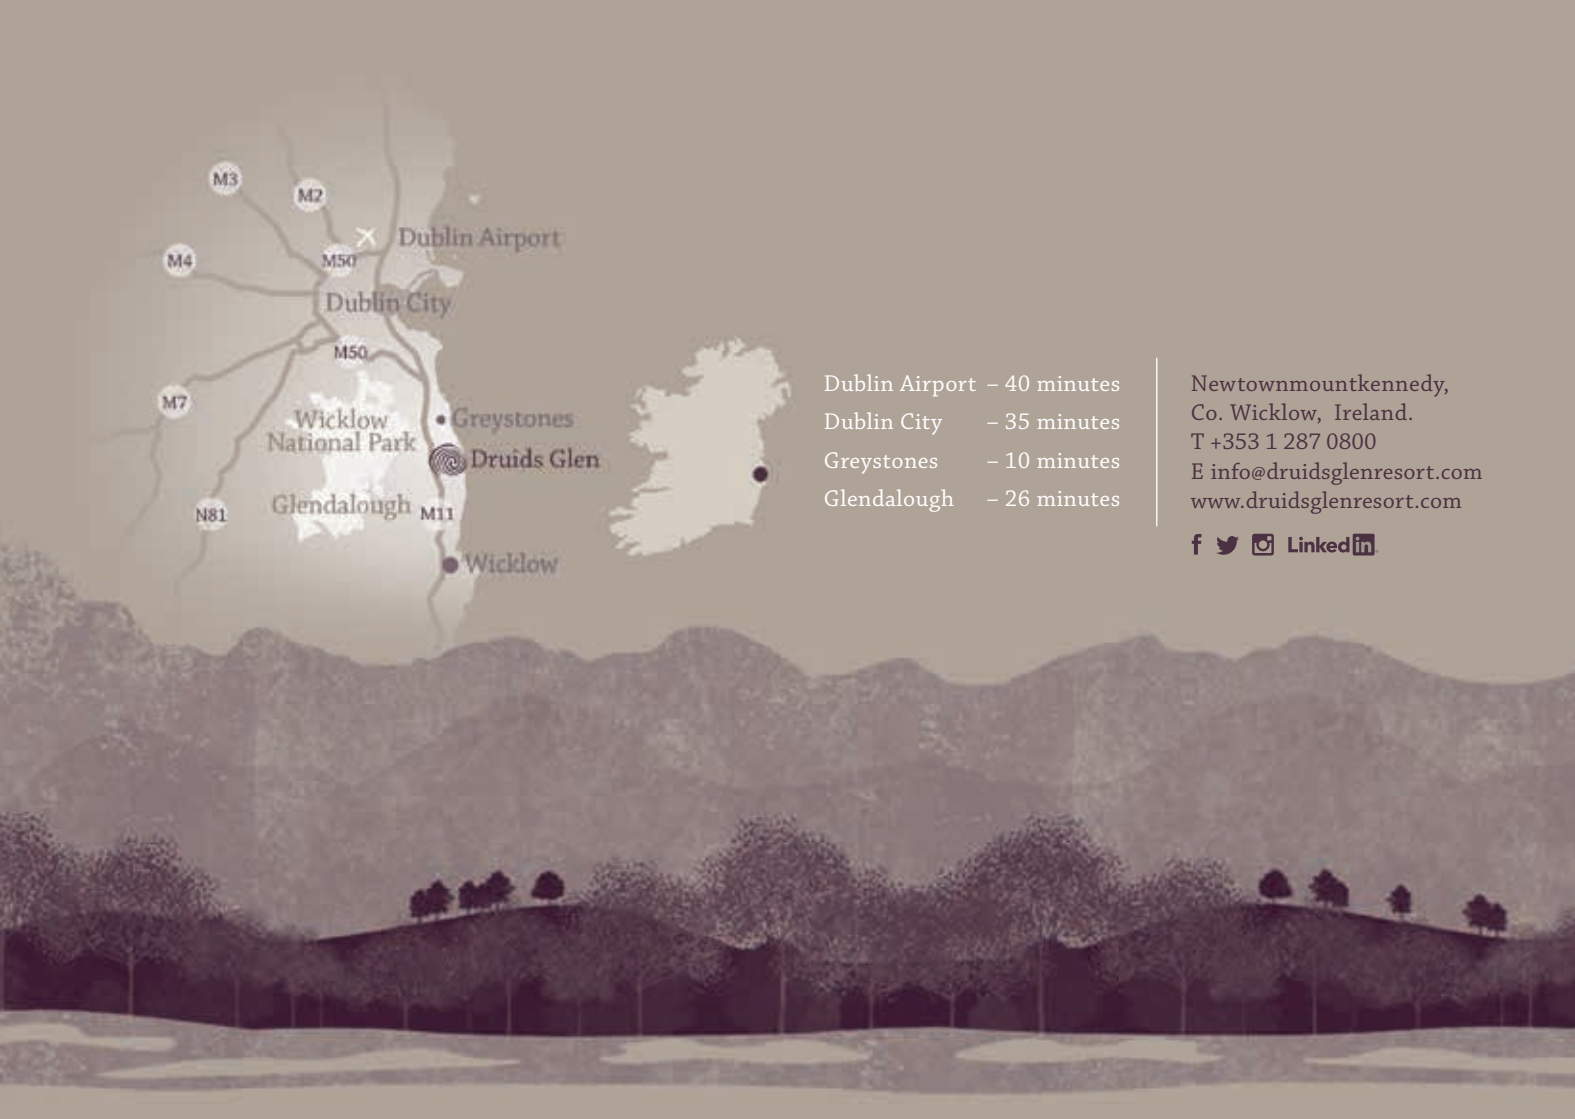 M3
M2
Dublin Airport
M4
M50
Dublin City
M50
M7
Wicklow
National Park
Greystones
Druids Glen
Glendalough
M11
N81
Wicklow
Dublin Airport – 40 minutes
Dublin City – 35 minutes
Greystones – 10 minutes
Glendalough – 26 minutes
Newtownmountkennedy,
Co. Wicklow, Ireland.
T +353 1 287 0800
E info@druidsglenresort.com
www.druidsglenresort.com
f LinkedIn